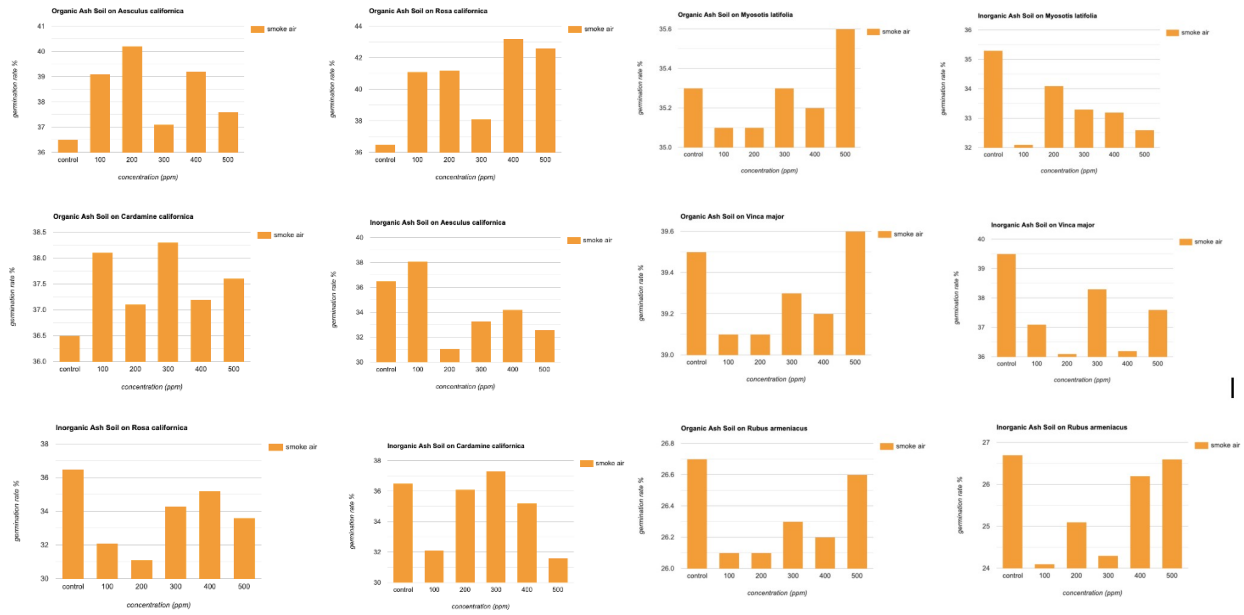 Organic Ash Soil on Aesculus californica
smoke air
germination rate %
41
40
39
38
37
36
control 100 200 300 400 500
concentration (ppm)
Organic Ash Soil on Rosa californica
smoke air
germination rate %
44
42
40
38
36
control 100 200 300 400 500
concentration (ppm)
Organic Ash Soil on Myosotis latifolia
smoke air
germination rate %
35.6
35.4
35.2
35.0
control 100 200 300 400 500
concentration (ppm)
Inorganic Ash Soil on Myosotis latifolia
smoke air
germination rate %
36
35
34
33
32
control 100 200 300 400 500
concentration (ppm)
Organic Ash Soil on Cardamine californica
smoke air
germination rate %
38.5
38.0
37.5
37.0
36.5
36.0
control 100 200 300 400 500
concentration (ppm)
Inorganic Ash Soil on Aesculus californica
smoke air
germination rate %
40
38
36
34
32
30
control 100 200 300 400 500
concentration (ppm)
Organic Ash Soil on Vinca major
smoke air
germination rate %
39.6
39.4
39.2
39.0
control 100 200 300 400 500
concentration (ppm)
Inorganic Ash Soil on Vinca major
smoke air
germination rate %
40
39
38
37
36
control 100 200 300 400 500
concentration (ppm)
Inorganic Ash Soil on Rosa californica
smoke air
germination rate %
38
36
34
32
30
control 100 200 300 400 500
concentration (ppm)
Inorganic Ash Soil on Cardamine californica
smoke air
germination rate %
38
36
34
32
30
control 100 200 300 400 500
concentration (ppm)
Organic Ash Soil on Rubus armeniacus
smoke air
germination rate %
26.8
26.6
26.4
26.2
26.0
control 100 200 300 400 500
concentration (ppm)
Inorganic Ash Soil on Rubus armeniacus
smoke air
germination rate %
27
26
25
24
control 100 200 300 400 500
concentration (ppm)